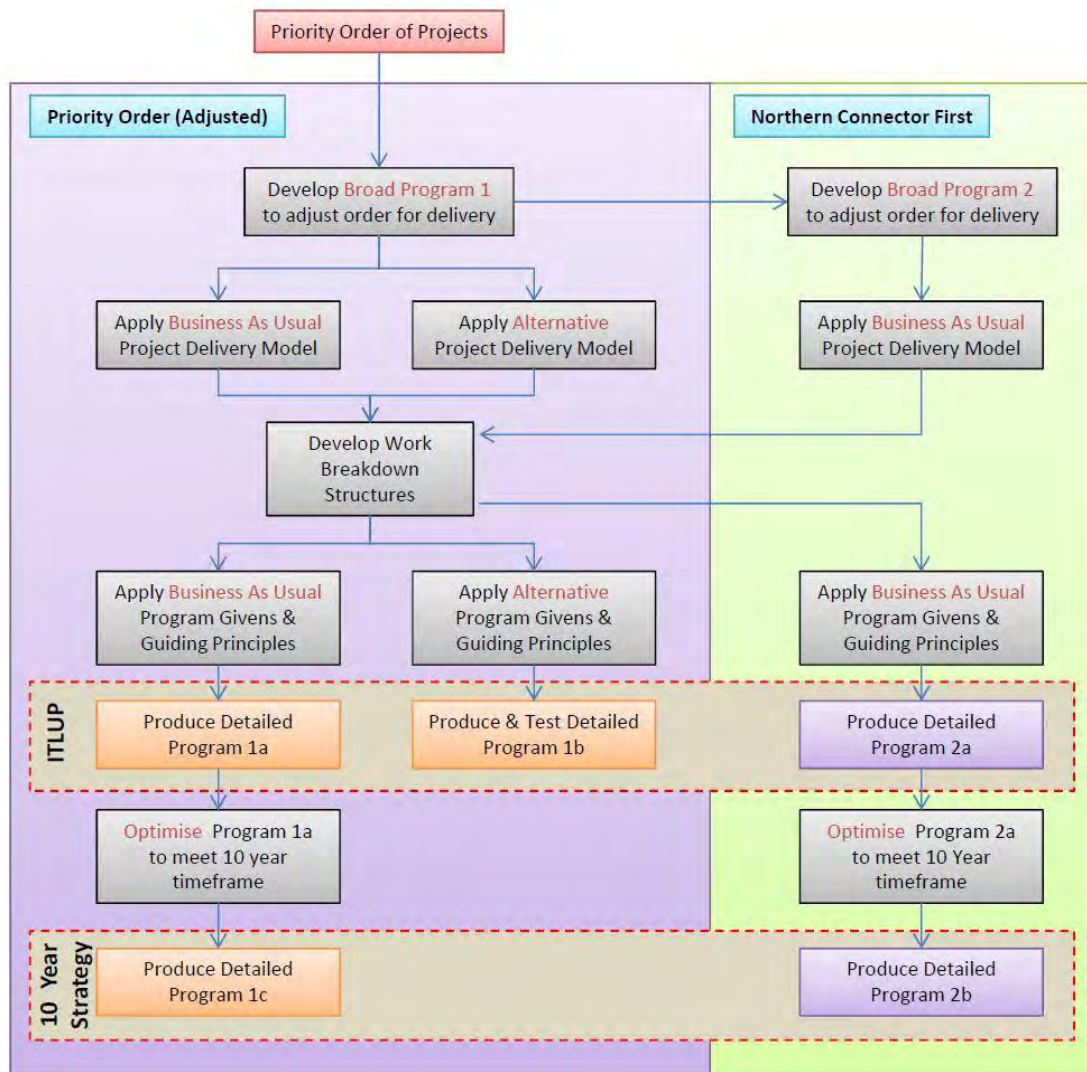 Priority Order of Projects
Priority Order (Adjusted)
Northern Connector First
Develop Broad Program 1
to adjust order for delivery
Develop Broad Program 2
to adjust order for delivery
Apply Business As Usual
Project Delivery Model
Apply Alternative
Project Delivery Model
Apply Business As Usual
Project Delivery Model
Develop Work
Breakdown
Structures
Apply Business As Usual
Program Givens &
Guiding Principles
Apply Alternative
Program Givens &
Guiding Principles
Apply Business As Usual
Program Givens &
Guiding Principles
ITLUP
Produce Detailed
Program 1a
Produce & Test Detailed
Program 1b
Produce Detailed
Program 2a
Optimise Program 1a
to meet 10 year
timeframe
Optimise Program 2a
to meet 10 Year
timeframe
10 Year
Strategy
Produce Detailed
Program 1c
Produce Detailed
Program 2b